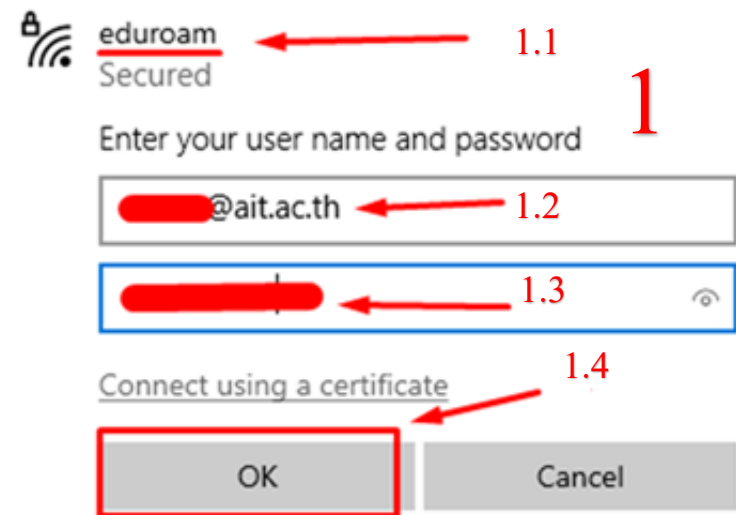 eduroam
1.1
Secured
1
Enter your user name and password
@ait.ac.th
1.2
1.3
1.4
Connect using a certificate
OK
Cancel